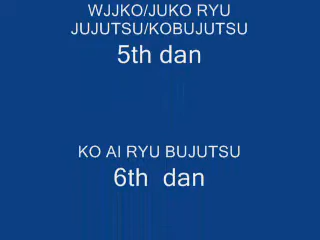 WJJKO/JUKO RYU
JUJUTSU/KOBUJUTSU
5th dan
KO AI RYU BUJUTSU
6th dan